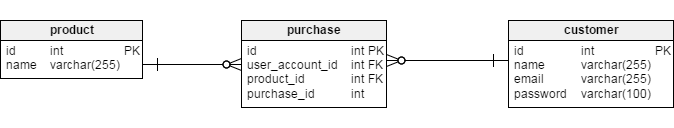 product
id int PK
name varchar(255)
purchase
id int PK
user_account_id int FK
product_id int FK
purchase_id int
customer
id int PK
name varchar(255)
email varchar(255)
password varchar(100)